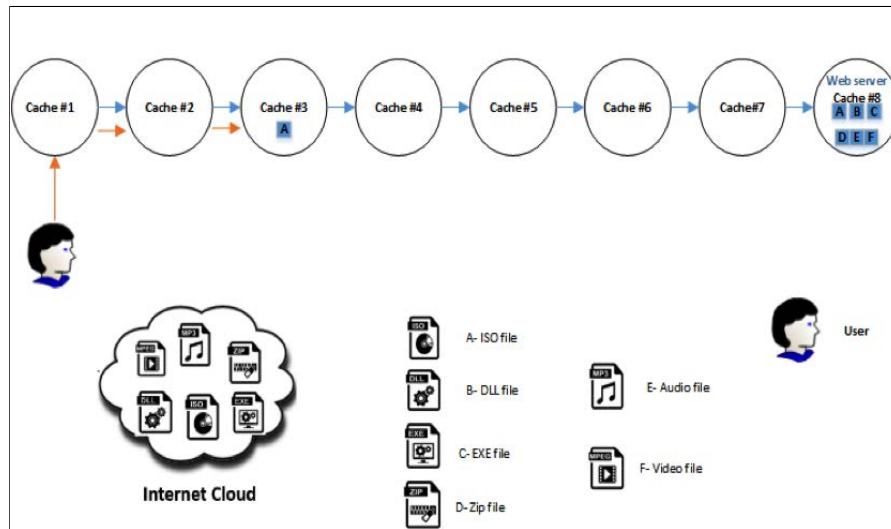 Web server
Cache #1
Cache #2
Cache #3
Cache #4
Cache#5
Cache #6
Cache#7
Cache #8
A
A B C
D E F
MP3
MPEG
ZIP
DLL
ISO
EXE
Internet Cloud
ISO
A- ISO file
DLL
B- DLL file
EXE
C- EXE file
ZIP
D- Zip file
MP3
E- Audio file
MPEG
F- Video file
User